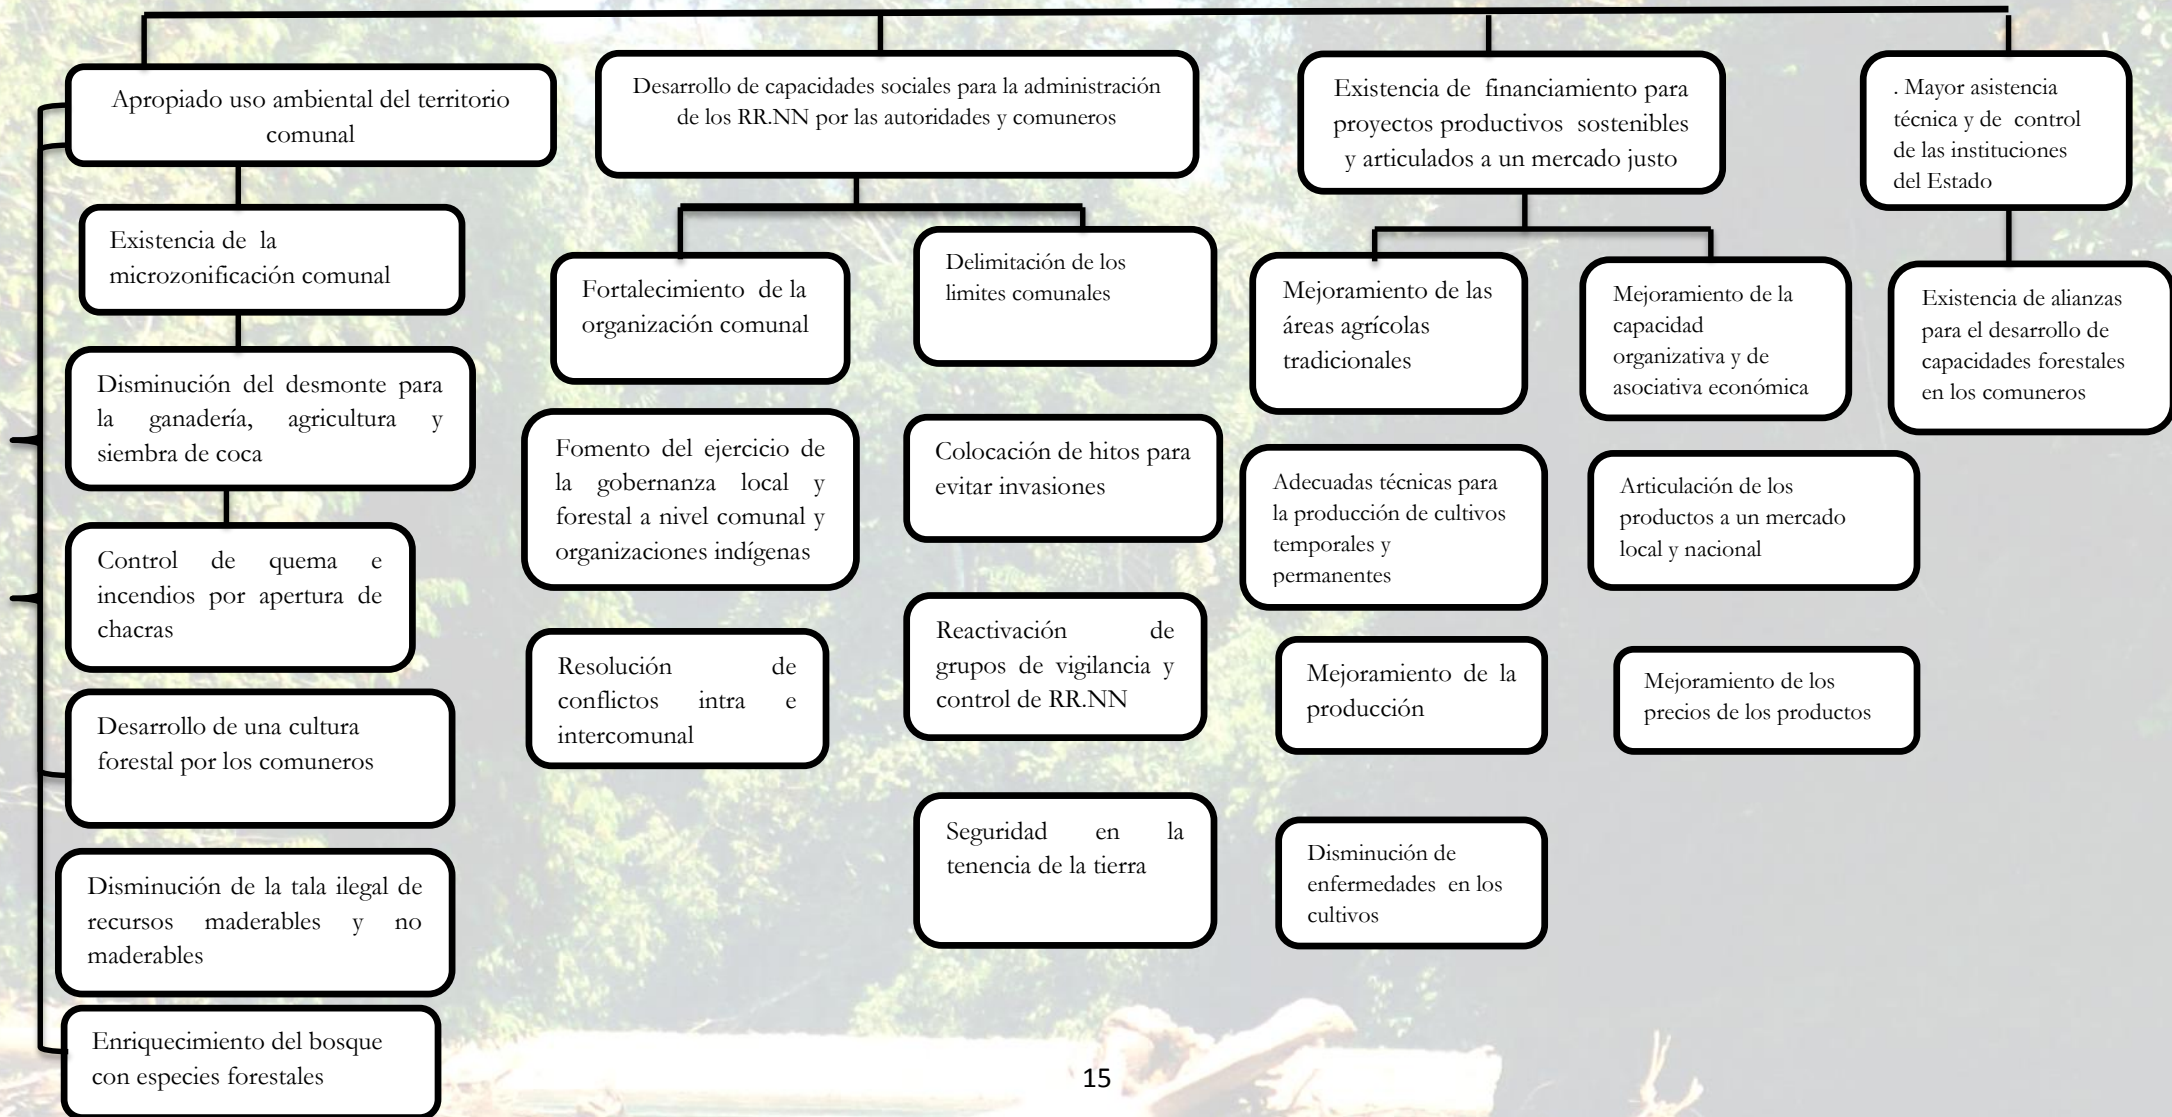 Apropiado uso ambiental del territorio
comunal
Desarrollo de capacidades sociales para la administración
de los RR.NN por las autoridades y comuneros
Existencia de financiamiento para
proyectos productivos sostenibles
y articulados a un mercado justo
. Mayor asistencia
técnica y de control
de las instituciones
del Estado
Existencia de la
microzonificación comunal
Disminución del desmonte para
la ganadería, agricultura y
siembra de coca
Control de quema e
incendios por apertura de
chacras
Desarrollo de una cultura
forestal por los comuneros
Disminución de la tala ilegal de
recursos maderables y no
maderables
Enriquecimiento del bosque
con especies forestales
Fortalecimiento de la
organización comunal
Fomento del ejercicio de
la gobernanza local y
forestal a nivel comunal y
organizaciones indígenas
Resolución de
conflictos intra e
intercomunal
Delimitación de los
limites comunales
Colocación de hitos para
evitar invasiones
Reactivación de
grupos de vigilancia y
control de RR.NN
Seguridad en la
tenencia de la tierra
Mejoramiento de las
áreas agrícolas
tradicionales
Adecuadas técnicas para
la producción de cultivos
temporales y
permanentes
Mejoramiento de la
producción
Disminución de
enfermedades en los
cultivos
Mejoramiento de la
capacidad
organizativa y de
asociativa económica
Articulación de los
productos a un mercado
local y nacional
Mejoramiento de los
precios de los productos
Existencia de alianzas
para el desarrollo de
capacidades forestales
en los comuneros
15